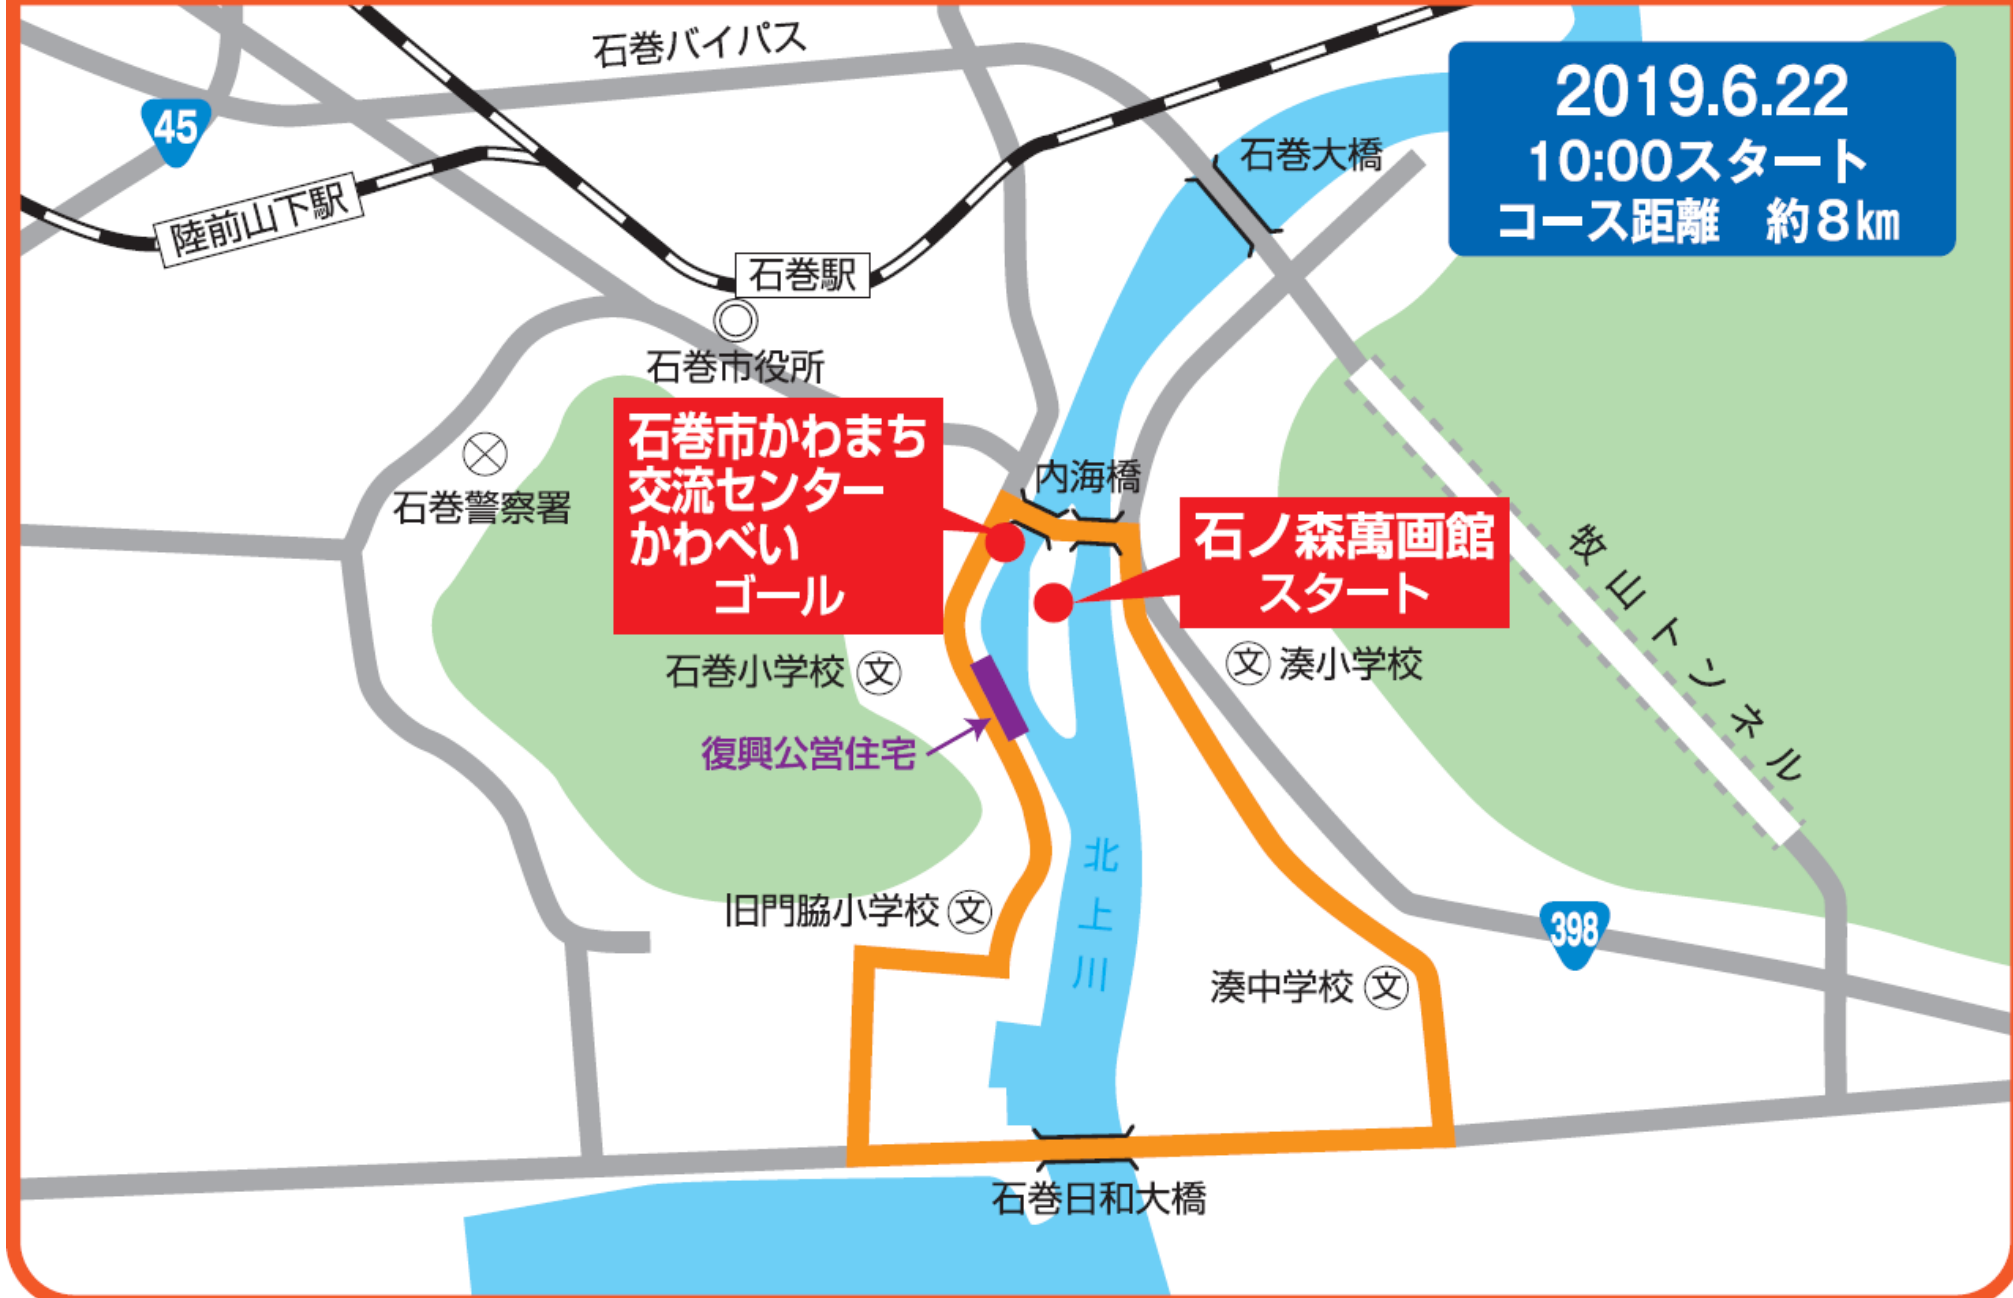 石巻バイパス
2019.6.22
10:00スタート
コース距離　約8㎞
45
石巻大橋
陸前山下駅
石巻駅
石巻市役所
石巻市かわまち
交流センター
かわべい
ゴール
内海橋
石巻警察署
石ノ森萬画館
スタート
牧山トンネル
石巻小学校 文
文 湊小学校
復興公営住宅
北上川
旧門脇小学校 文
398
湊中学校 文
石巻日和大橋